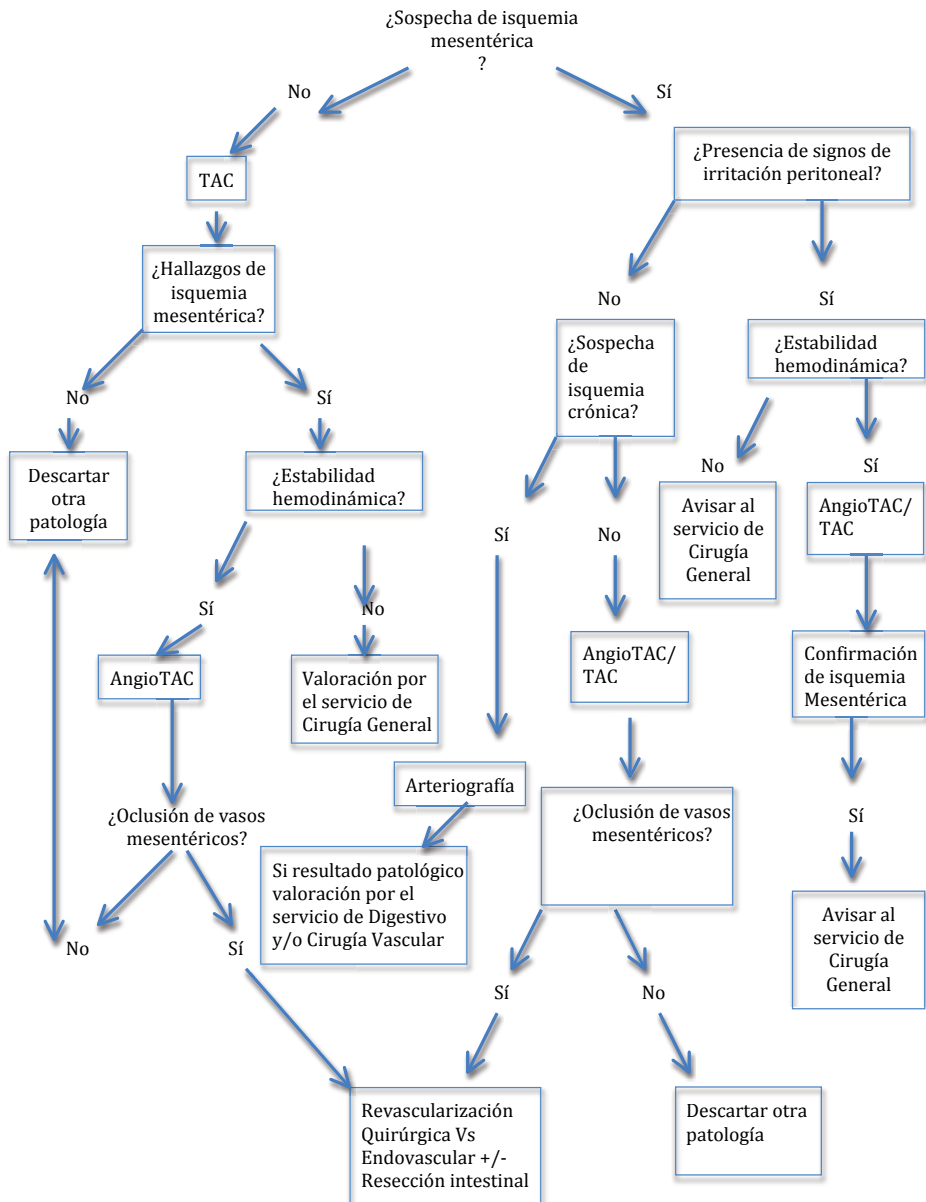 ¿Sospecha de isquemia
mesentérica
?
No
Sí
TAC
¿Presencia de signos de
irritación peritoneal?
¿Hallazgos de
isquemia
mesentérica?
No
Sí
¿Sospecha
de
isquemia
crónica?
¿Estabilidad
hemodinámica?
No
Sí
Descartar
otra
patología
¿Estabilidad
hemodinámica?
No
Sí
Avisar al
servicio de
Cirugía
General
AngioTAC/
TAC
Sí
No
Sí
No
AngioTAC
Valoración por
el servicio de
Cirugía General
AngioTAC/
TAC
Confirmación
de isquemia
Mesentérica
Arteriografía
¿Oclusión de vasos
mesentéricos?
¿Oclusión de vasos
mesentéricos?
Sí
Si resultado patológico
valoración por el
servicio de Digestivo
y/o Cirugía Vascular
Avisar al
servicio de
Cirugía
General
No
Sí
Sí
No
Revascularización
Quirúrgica Vs
Endovascular +/-
Resección intestinal
Descartar otra
patología